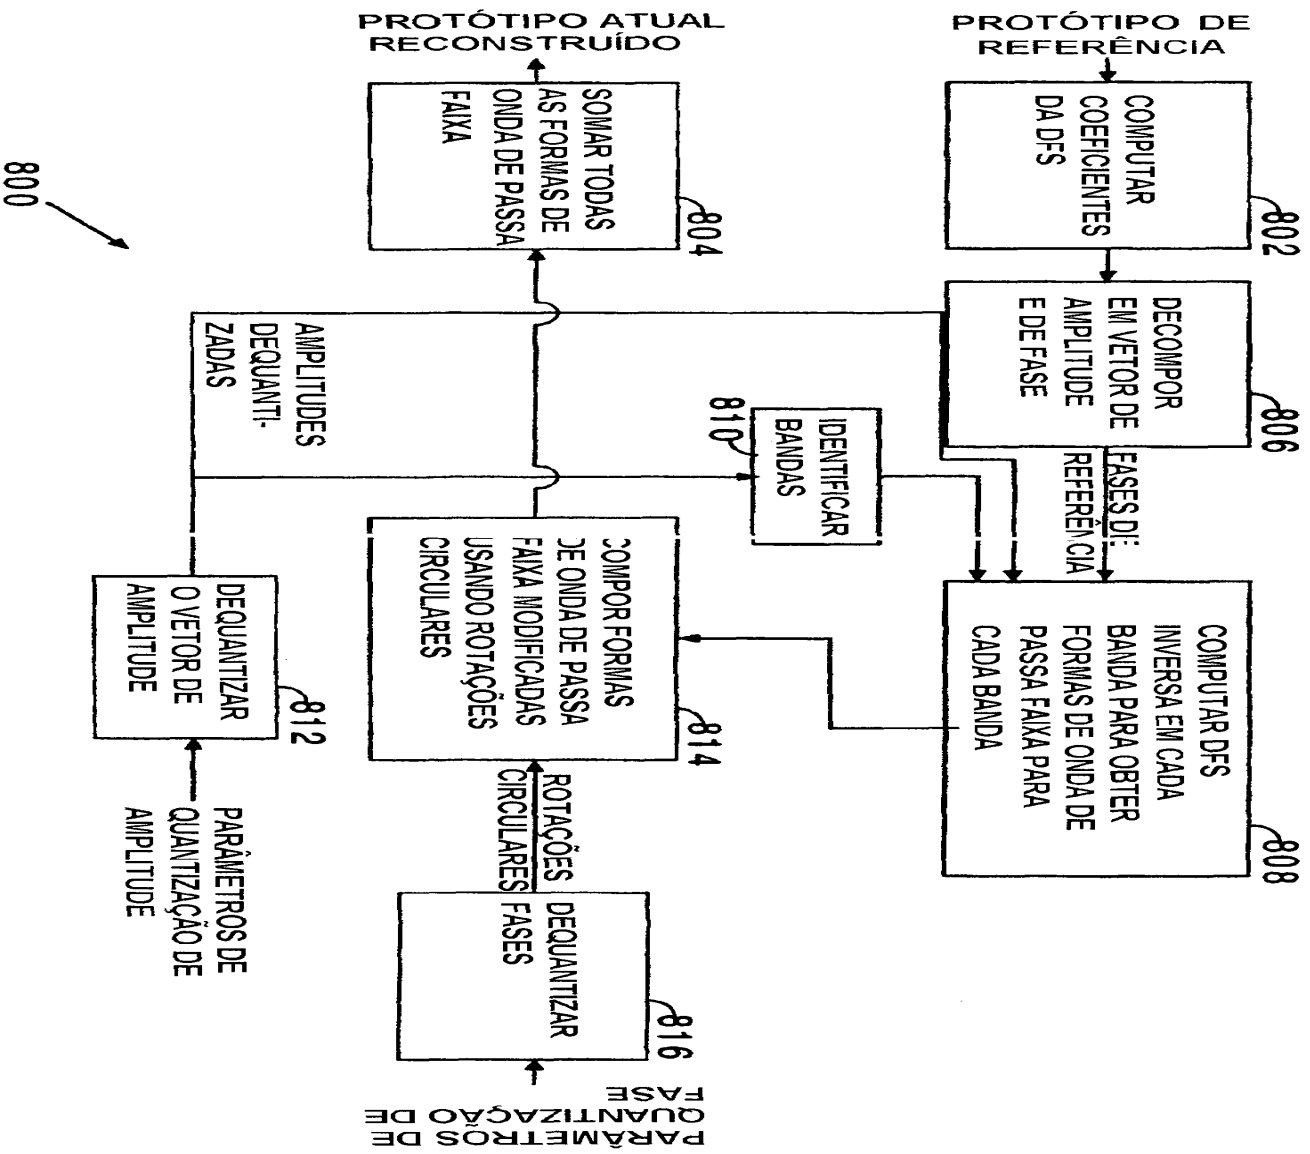 PROTÓTIPO ATUAL
RECONSTRUÍDO
PROTÓTIPO DE
REFERÊNCIA
COMPUTAR
COEFICIENTES
DA DFS
802
SOMAR TODAS
AS FORMAS DE
ONDA DE PASSA
FAIXA
804
800
DECOMPOR
EM VETOR DE
AMPLITUDE
E DE FASE
806
AMPLITUDES
DEQUANTI-
ZADAS
IDENTIFICAR
BANDAS
810
FASES DE
REFERÊNCIA
COMPUTAR DFS
INVERSA EM CADA
BANDA PARA OBTER
FORMAS DE ONDA DE
PASSA FAIXA PARA
CADA BANDA
808
COMPOR FORMAS
DE ONDA DE PASSA
FAIXA MODIFICADAS
USANDO ROTAÇÕES
CIRCULARES
814
DEQUANTIZAR
O VETOR DE
AMPLITUDE
812
PARÂMETROS DE
QUANTIZAÇÃO DE
AMPLITUDE
ROTAÇÕES
CIRCULARES
DEQUANTIZAR
FASES
816
PARÂMETROS DE
QUANTIZAÇÃO DE
FASE